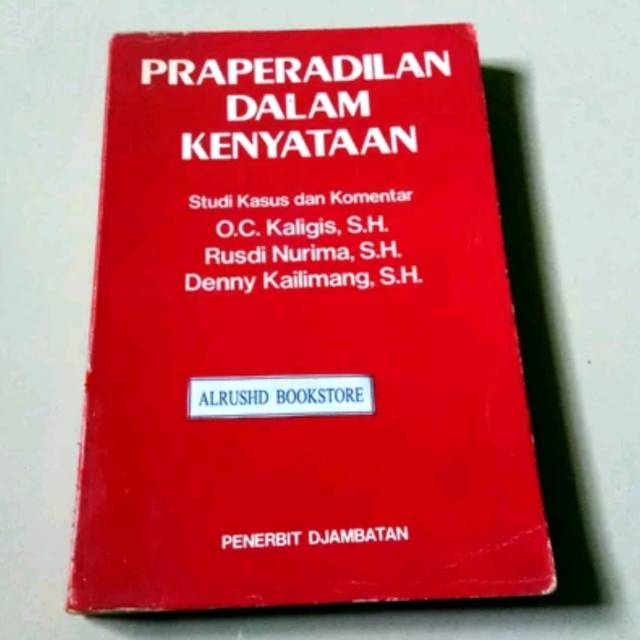 PRAPERADILAN
DALAM
KENYATAAN
Studi Kasus dan Komentar
O.C. Kaligis, S.H.
Rusdi Nurima, S.H.
Denny Kailimang, S.H.
ALRUSHD BOOKSTORE
PENERBIT DJAMBATAN